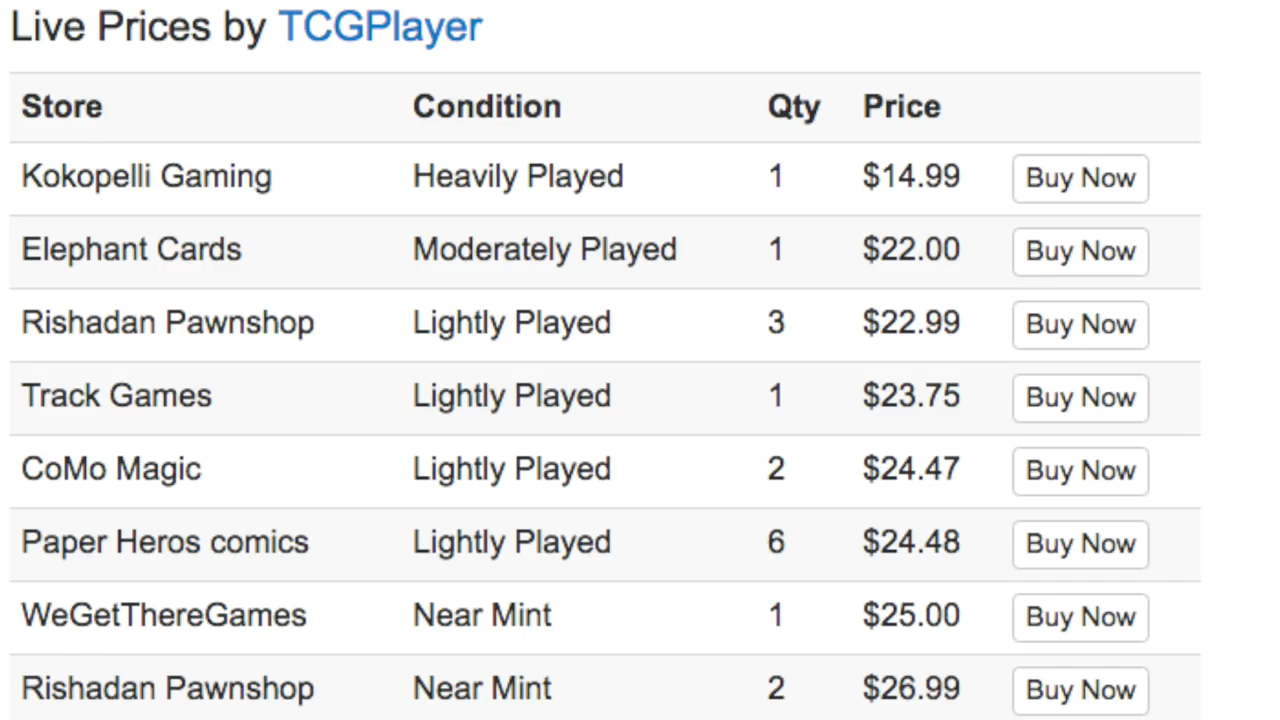 Live Prices by TCGPlayer
Store Condition Qty Price
Kokopelli Gaming Heavily Played 1 $14.99 Buy Now
Elephant Cards Moderately Played 1 $22.00 Buy Now
Rishadan Pawnshop Lightly Played 3 $22.99 Buy Now
Track Games Lightly Played 1 $23.75 Buy Now
CoMo Magic Lightly Played 2 $24.47 Buy Now
Paper Heros comics Lightly Played 6 $24.48 Buy Now
WeGetThereGames Near Mint 1 $25.00 Buy Now
Rishadan Pawnshop Near Mint 2 $26.99 Buy Now